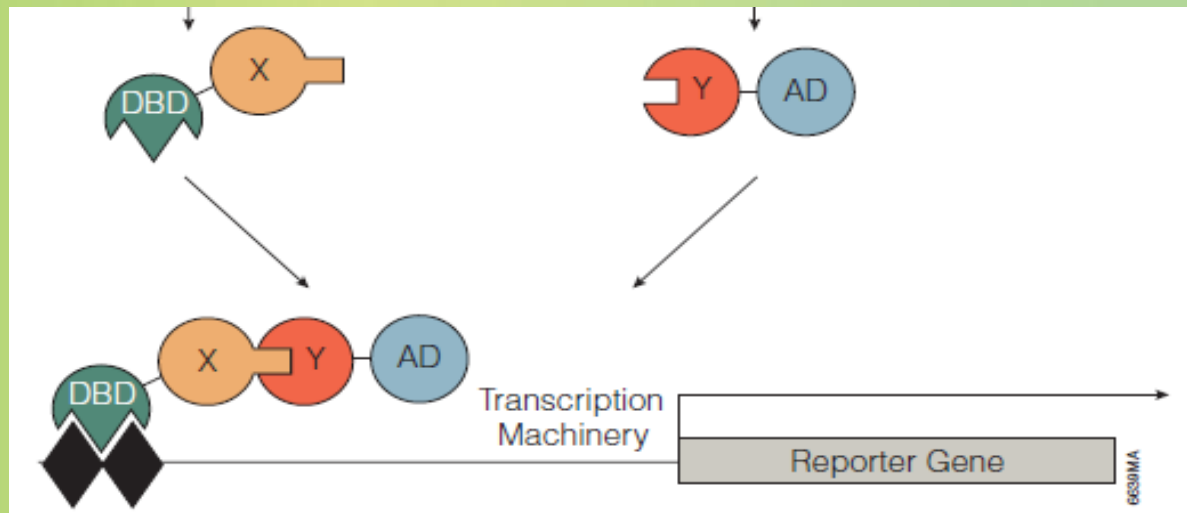 X
DBD
Y
AD
X
Y
AD
DBD
Transcription
Machinery
Reporter Gene
6639MA